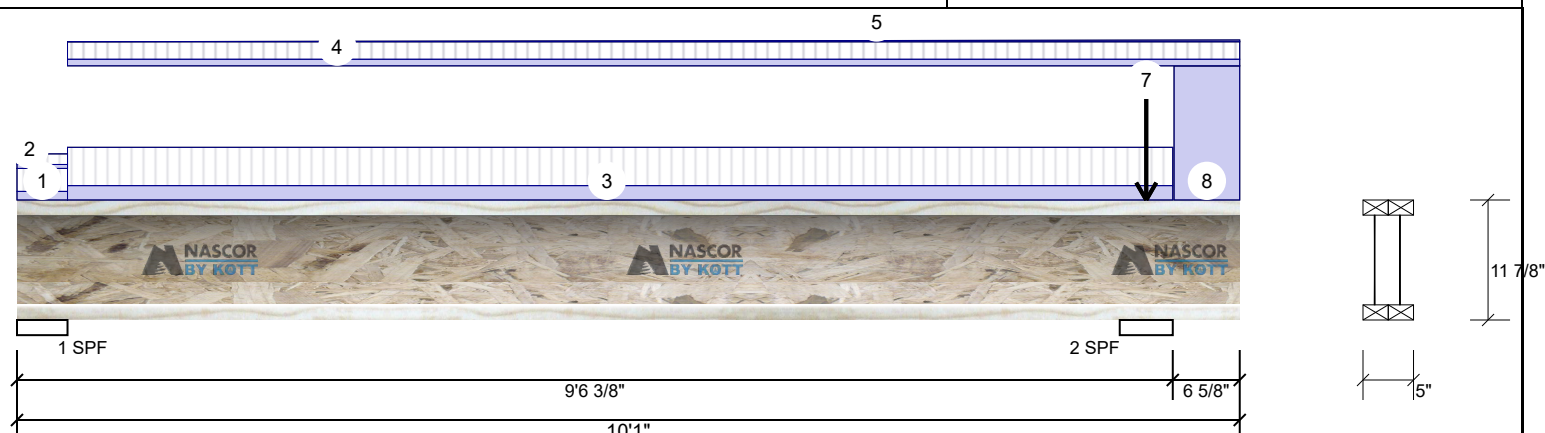 5
4
7
2
1
3
8
NASCOR
BY KOTT
NASCOR
BY KOTT
NASCOR
BY KOTT
11 7/8"
1 SPF
2 SPF
9'6 3/8"
6 5/8"
5"
10'1"